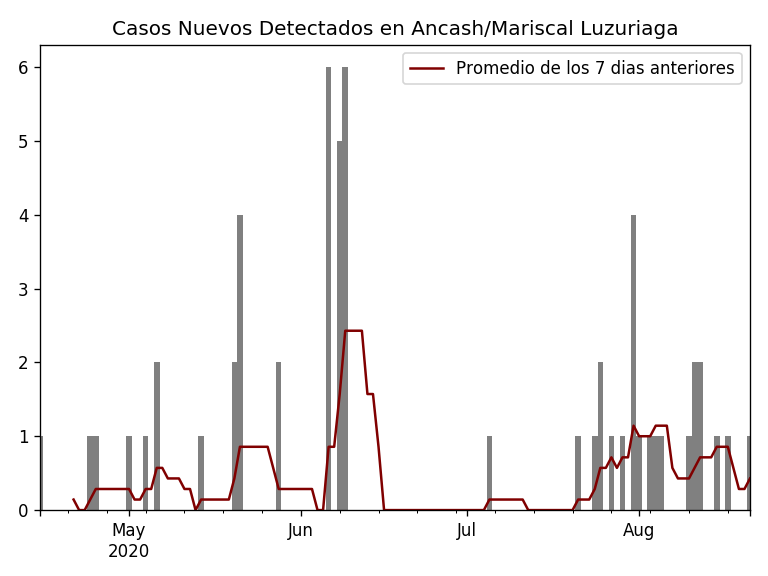 Casos Nuevos Detectados en Ancash/Mariscal Luzuriaga
Promedio de los 7 dias anteriores
6
5
4
3
2
1
0
May Jun Jul Aug
2020